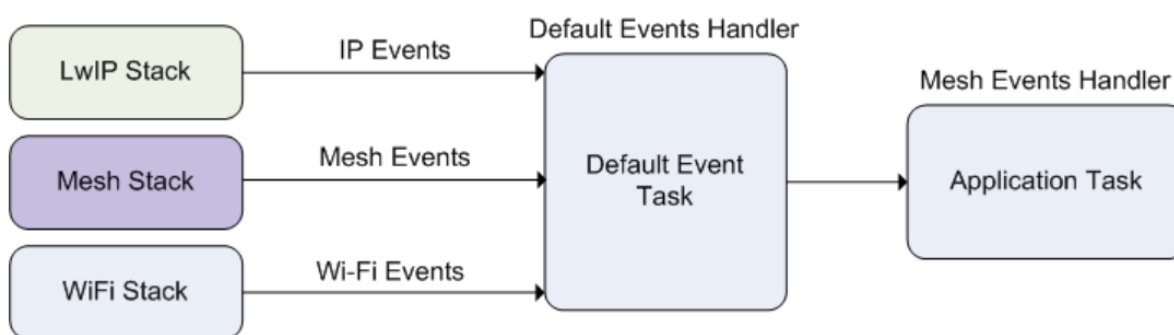 Default Events Handler
LwIP Stack
IP Events
Mesh Events Handler
Mesh Stack
Mesh Events
Default Event
Task
Application Task
WiFi Stack
Wi-Fi Events